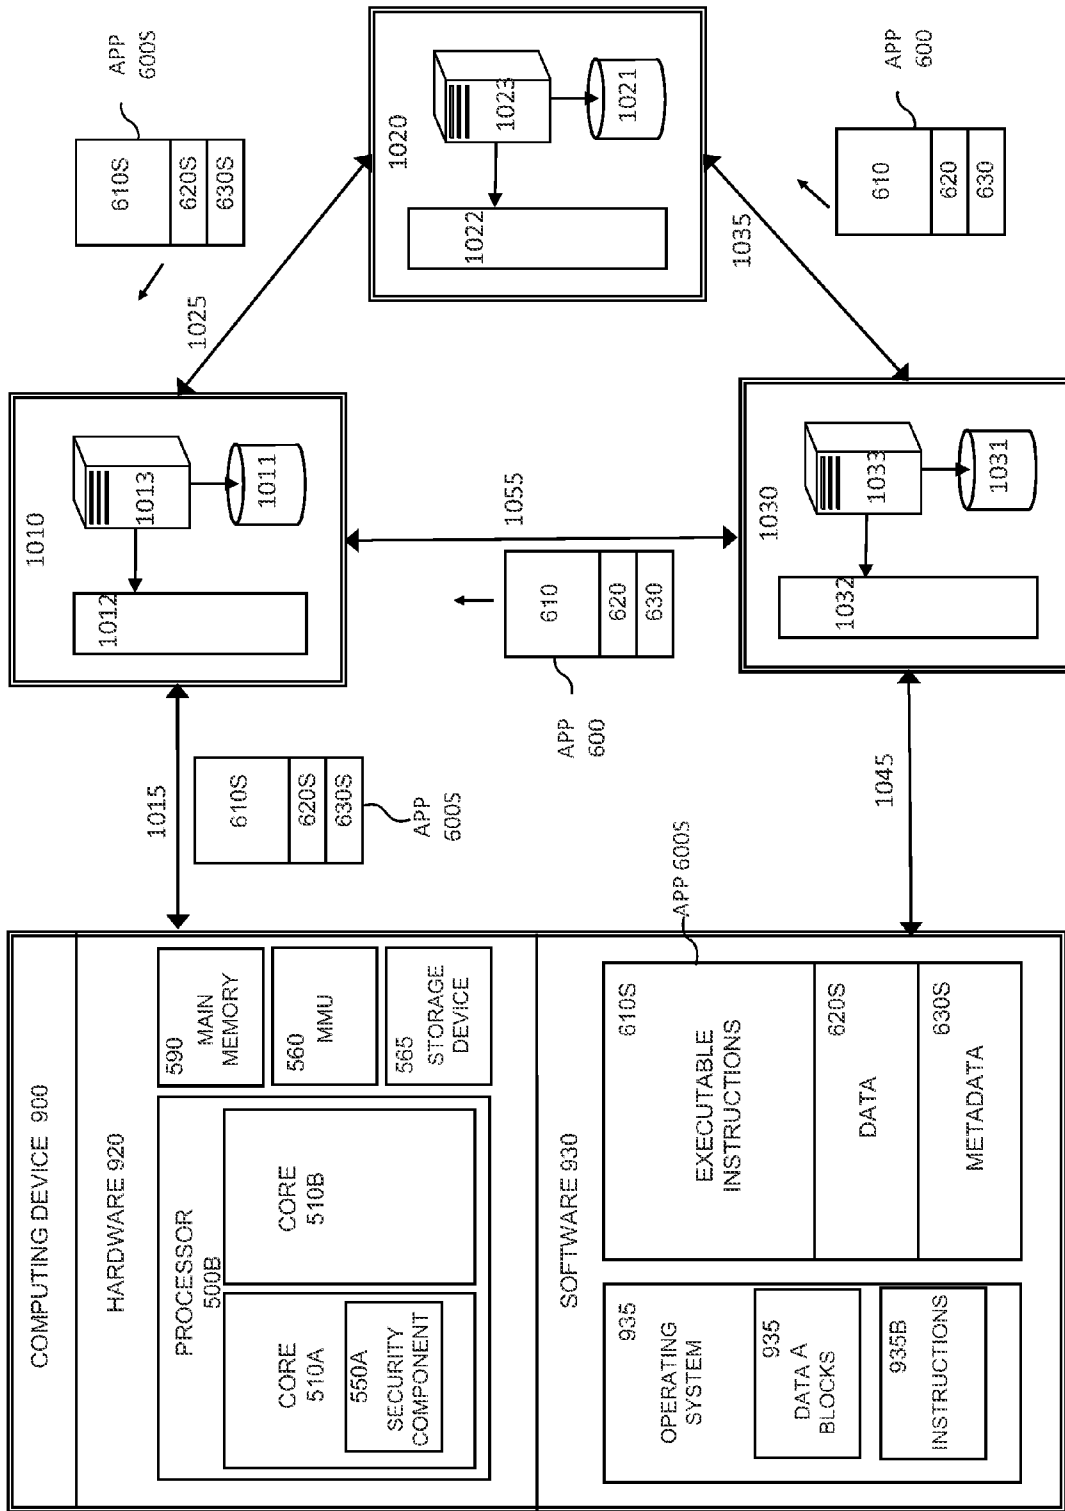 COMPUTING DEVICE 900
HARDWARE 920
PROCESSOR
500B
CORE
510A
550A
SECURITY
COMPONENT
CORE
510B
590
MAIN
MEMORY
560
MMU
565
STORAGE
DEVICE
SOFTWARE 930
935
OPERATING
SYSTEM
935
DATA A
BLOCKS
935B
INSTRUCTIONS
610S
EXECUTABLE
INSTRUCTIONS
620S
DATA
630S
METADATA
APP 600S
1015
610S
620S
630S
APP
600S
1045
1010
1012
1013
1011
1055
610
620
630
APP
600
1030
1032
1033
1031
1025
610S
620S
630S
APP
600S
1020
1022
1023
1021
1035
610
620
630
APP
600